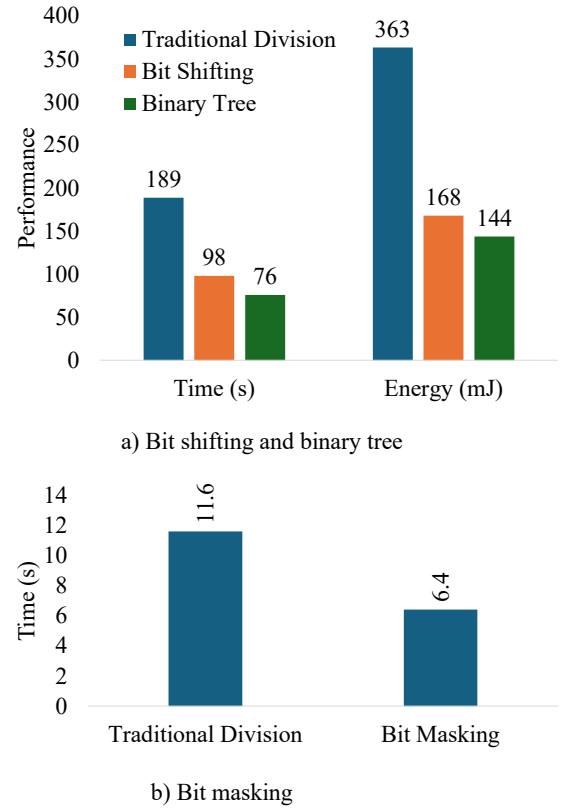 400
350
300
250
200
150
100
50
0
Performance
Traditional Division
Bit Shifting
Binary Tree
189
98
76
363
168
144
Time (s)
Energy (mJ)
a) Bit shifting and binary tree
14
12
10
8
6
4
2
0
Time (s)
11.6
6.4
Traditional Division
Bit Masking
b) Bit masking